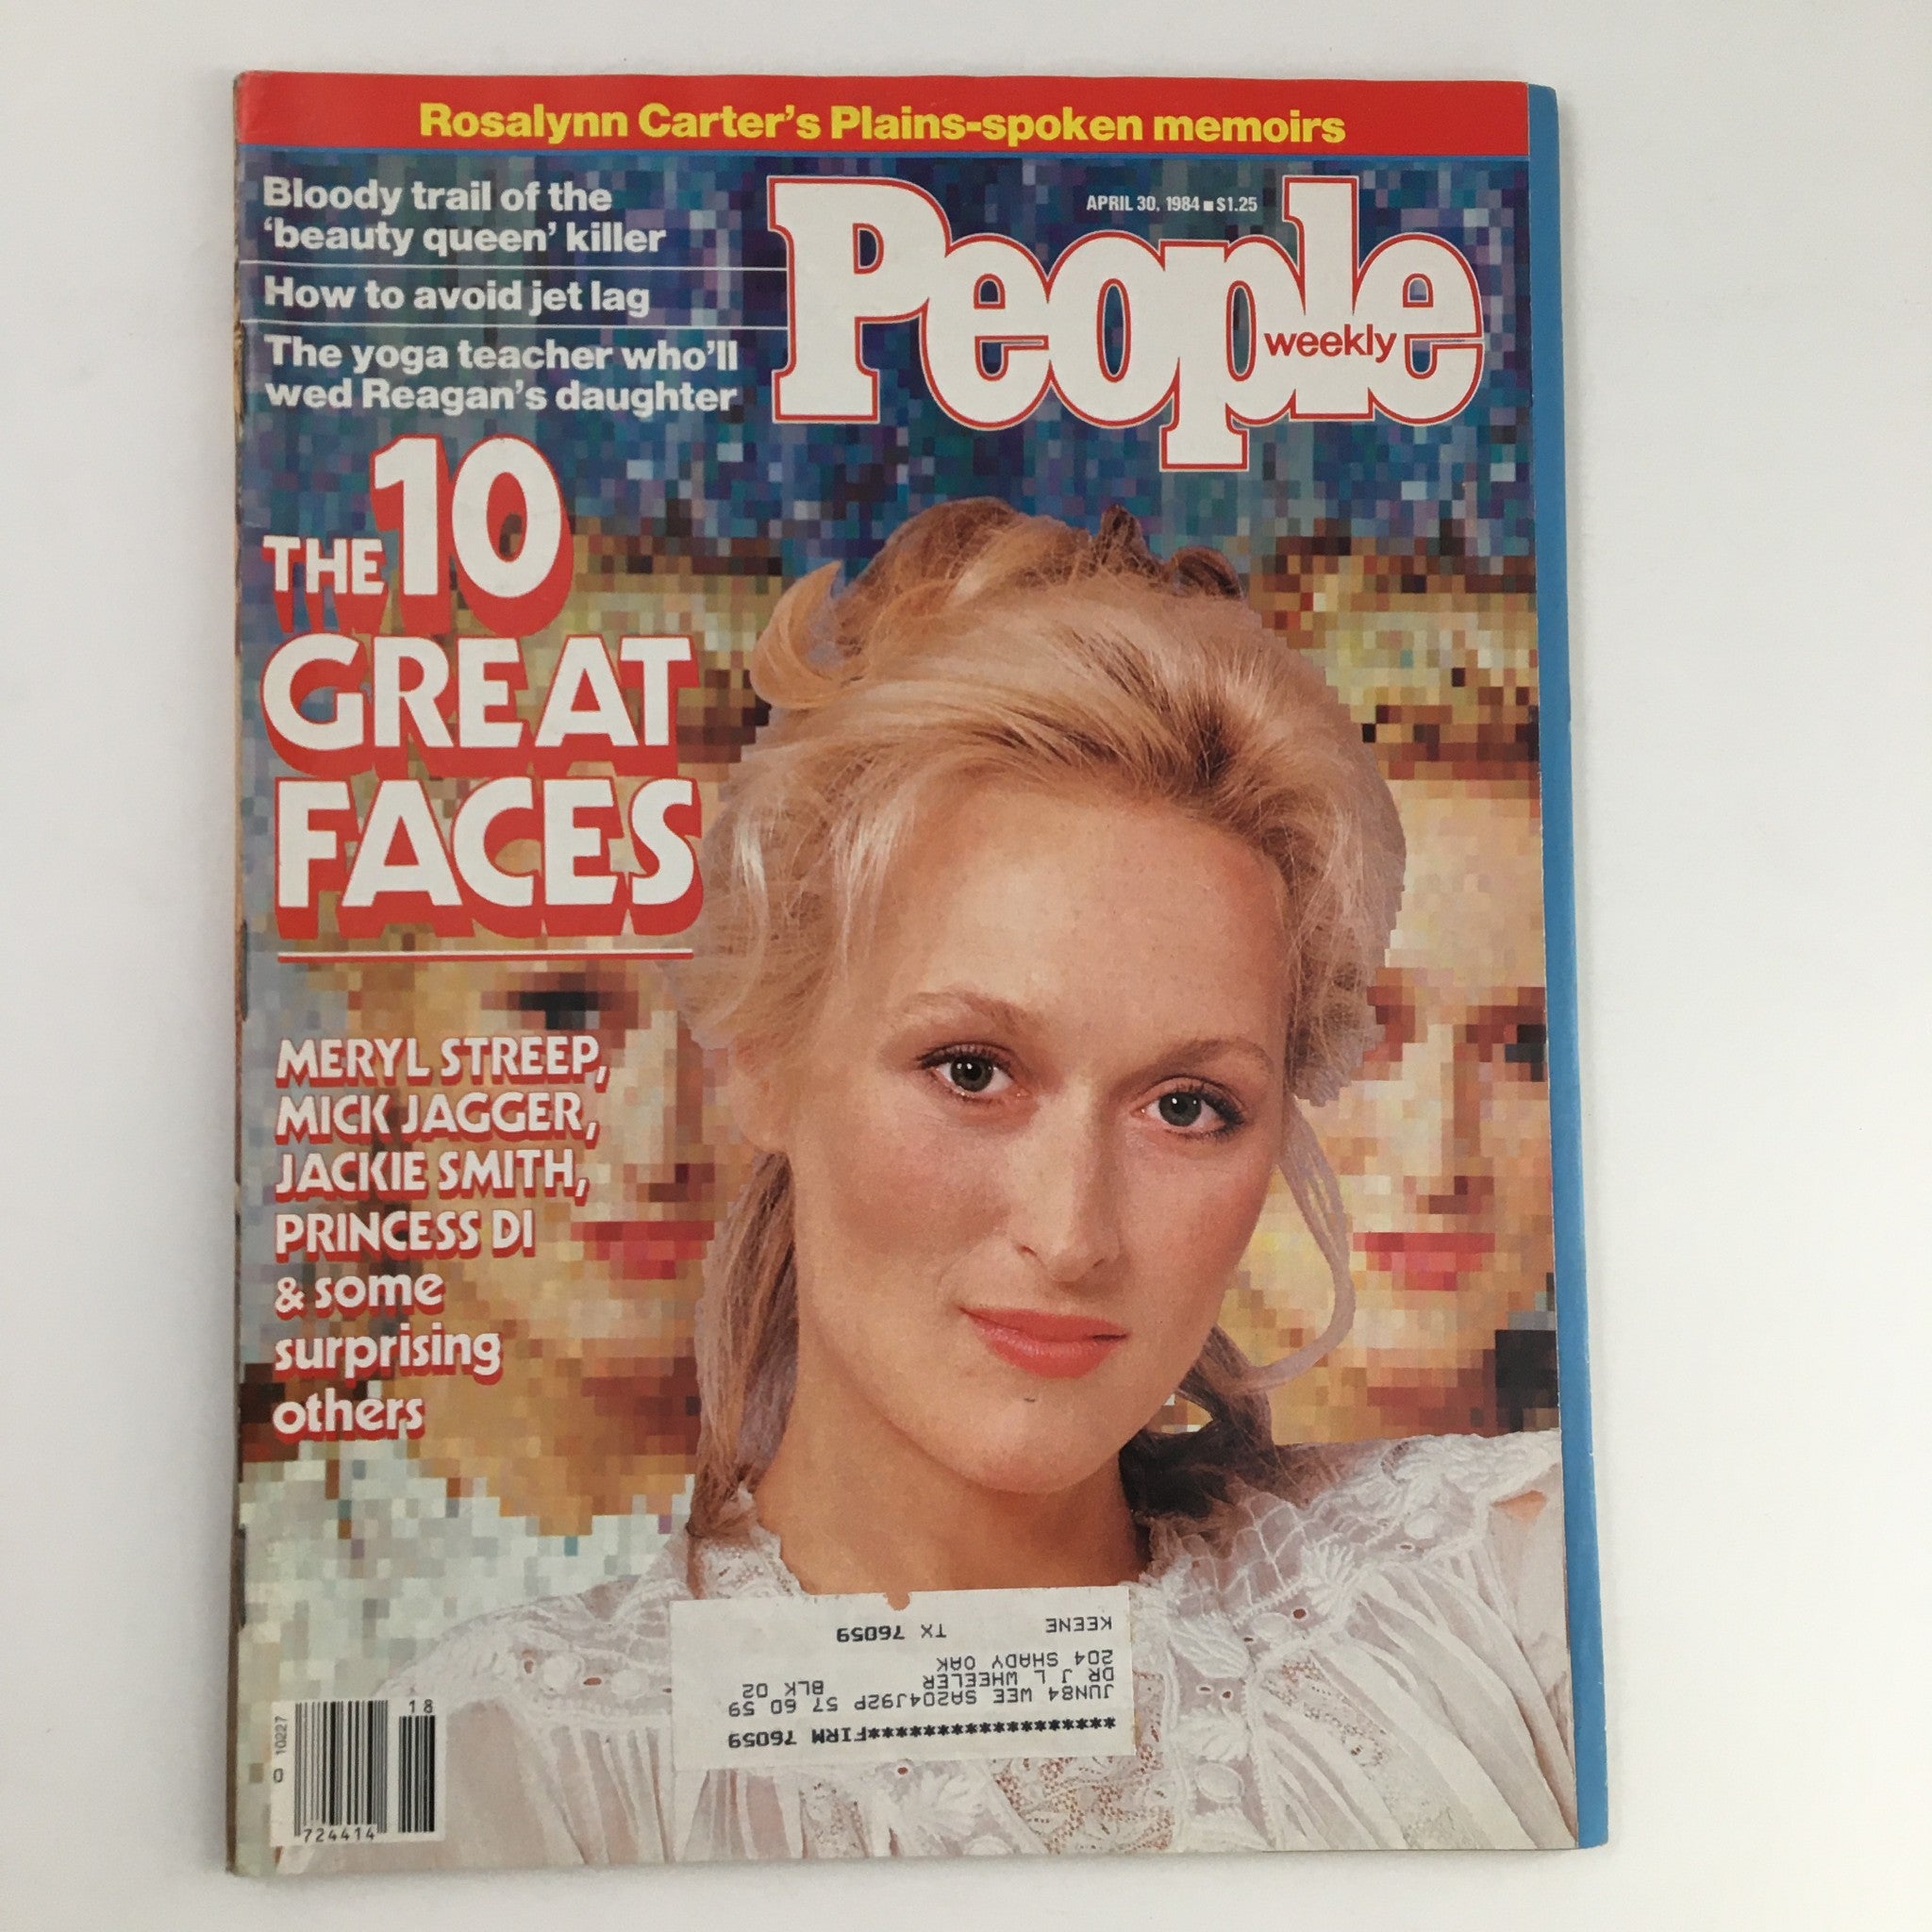 Rosalynn Carter's Plains-spoken memoirs
Bloody trail of the
'beauty queen' killer
How to avoid jet lag
The yoga teacher who'll
wed Reagan's daughter
APRIL 30, 1984 ■ $1.25
People
weekly
THE 10
GREAT
FACES
MERYL STREEP,
MICK JAGGER,
JACKIE SMITH,
PRINCESS DI
& some
surprising
others
********************FIRM 76059
JUN84 WEE SA204J92P 57 60 59
DR J L WHEELER BLK 02
204 SHADY OAK
KEENE TX 76059
18
0 10227
724414